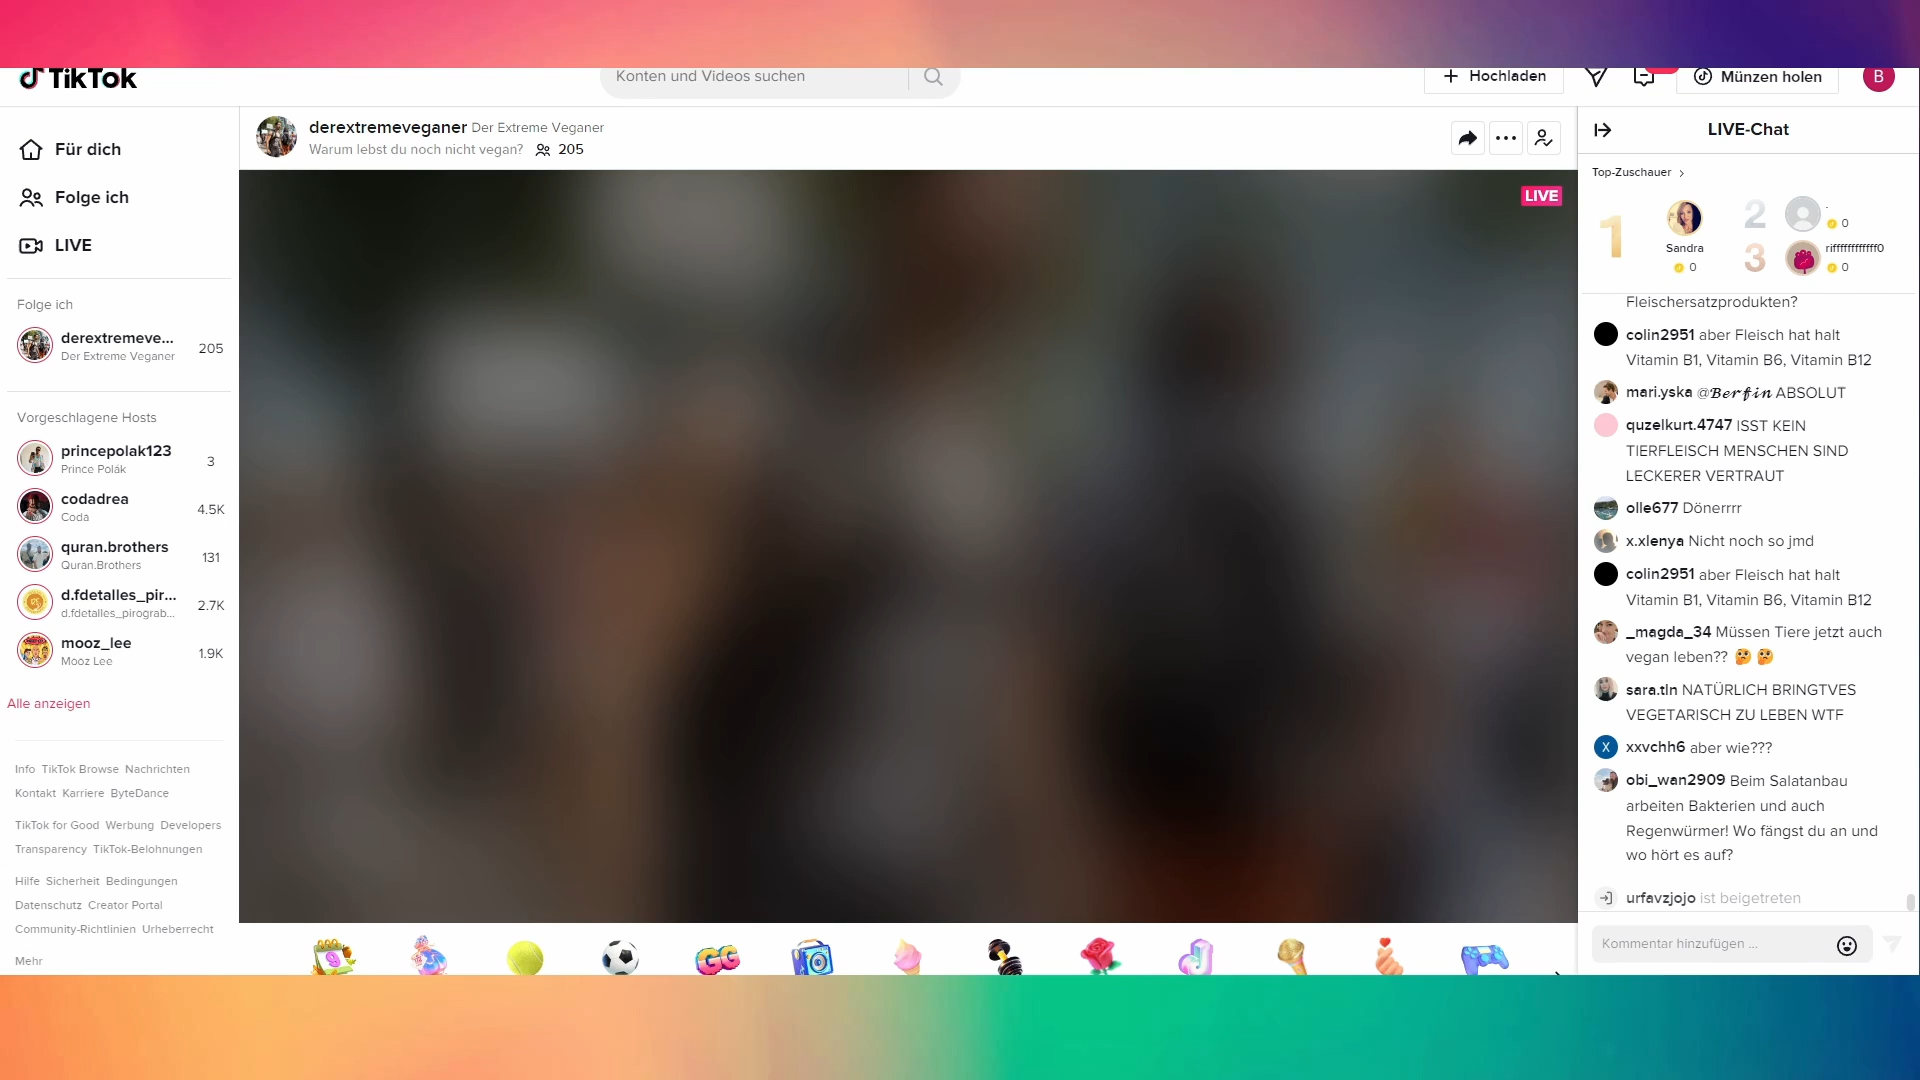 TikTok
Konten und Videos suchen
Hochladen
Münzen holen
B
Für dich
Folge ich
LIVE
Folge ich
derextremeve...
Der Extreme Veganer
205
Vorgeschlagene Hosts
princepolak123
Prince Polák
3
codadrea
Coda
4.5K
quran.brothers
Quran.Brothers
131
d.fdetalles_pir...
d.fdetalles_pirograb...
2.7K
mooz_lee
Mooz Lee
1.9K
Alle anzeigen
Info TikTok Browse Nachrichten
Kontakt Karriere ByteDance
TikTok for Good Werbung Developers
Transparency TikTok-Belohnungen
Hilfe Sicherheit Bedingungen
Datenschutz Creator Portal
Community-Richtlinien Urheberrecht
Mehr
derextremeveganer Der Extreme Veganer
Warum lebst du noch nicht vegan? 205
LIVE
GG
LIVE-Chat
Top-Zuschauer
1
Sandra
0
2
.
0
3
rifffffffffffff0
0
Fleischersatzprodukten?
colin2951 aber Fleisch hat halt
Vitamin B1, Vitamin B6, Vitamin B12
mari.yska @𝓑𝓮𝓻𝓯𝓲𝓷 ABSOLUT
quzelkurt.4747 ISST KEIN
TIERFLEISCH MENSCHEN SIND
LECKERER VERTRAUT
olle677 Dönerrrr
x.xlenya Nicht noch so jmd
colin2951 aber Fleisch hat halt
Vitamin B1, Vitamin B6, Vitamin B12
_magda_34 Müssen Tiere jetzt auch
vegan leben?? 🤔 🤔
sara.tln NATÜRLICH BRINGTVES
VEGETARISCH ZU LEBEN WTF
X
xxvchh6 aber wie???
obi_wan2909 Beim Salatanbau
arbeiten Bakterien und auch
Regenwürmer! Wo fängst du an und
wo hört es auf?
urfavzjojo ist beigetreten
Kommentar hinzufügen ...